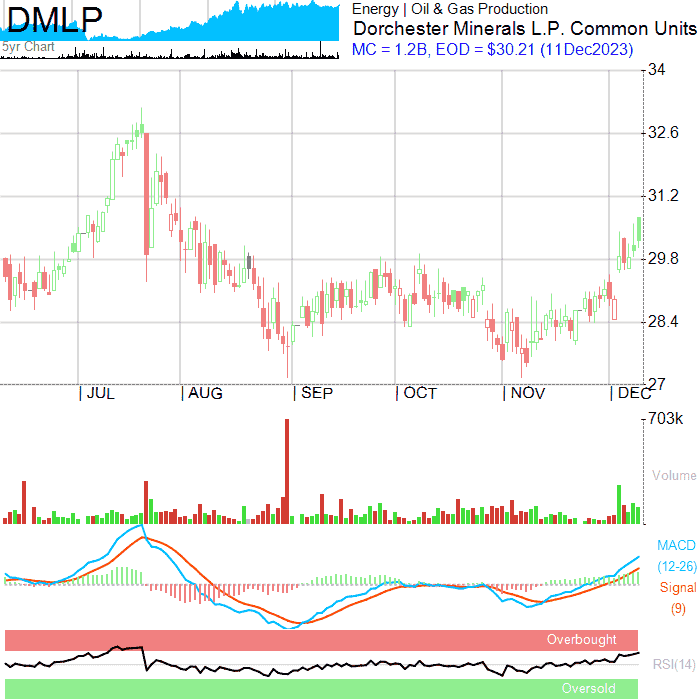 DMLP
5yr Chart
Energy | Oil & Gas Production
Dorchester Minerals L.P. Common Units
MC = 1.2B, EOD = $30.21 (11Dec2023)
34
32.6
31.2
29.8
28.4
27
JUL
AUG
SEP
OCT
NOV
DEC
703k
Volume
MACD
(12-26)
Signal
(9)
Overbought
RSI(14)
Oversold